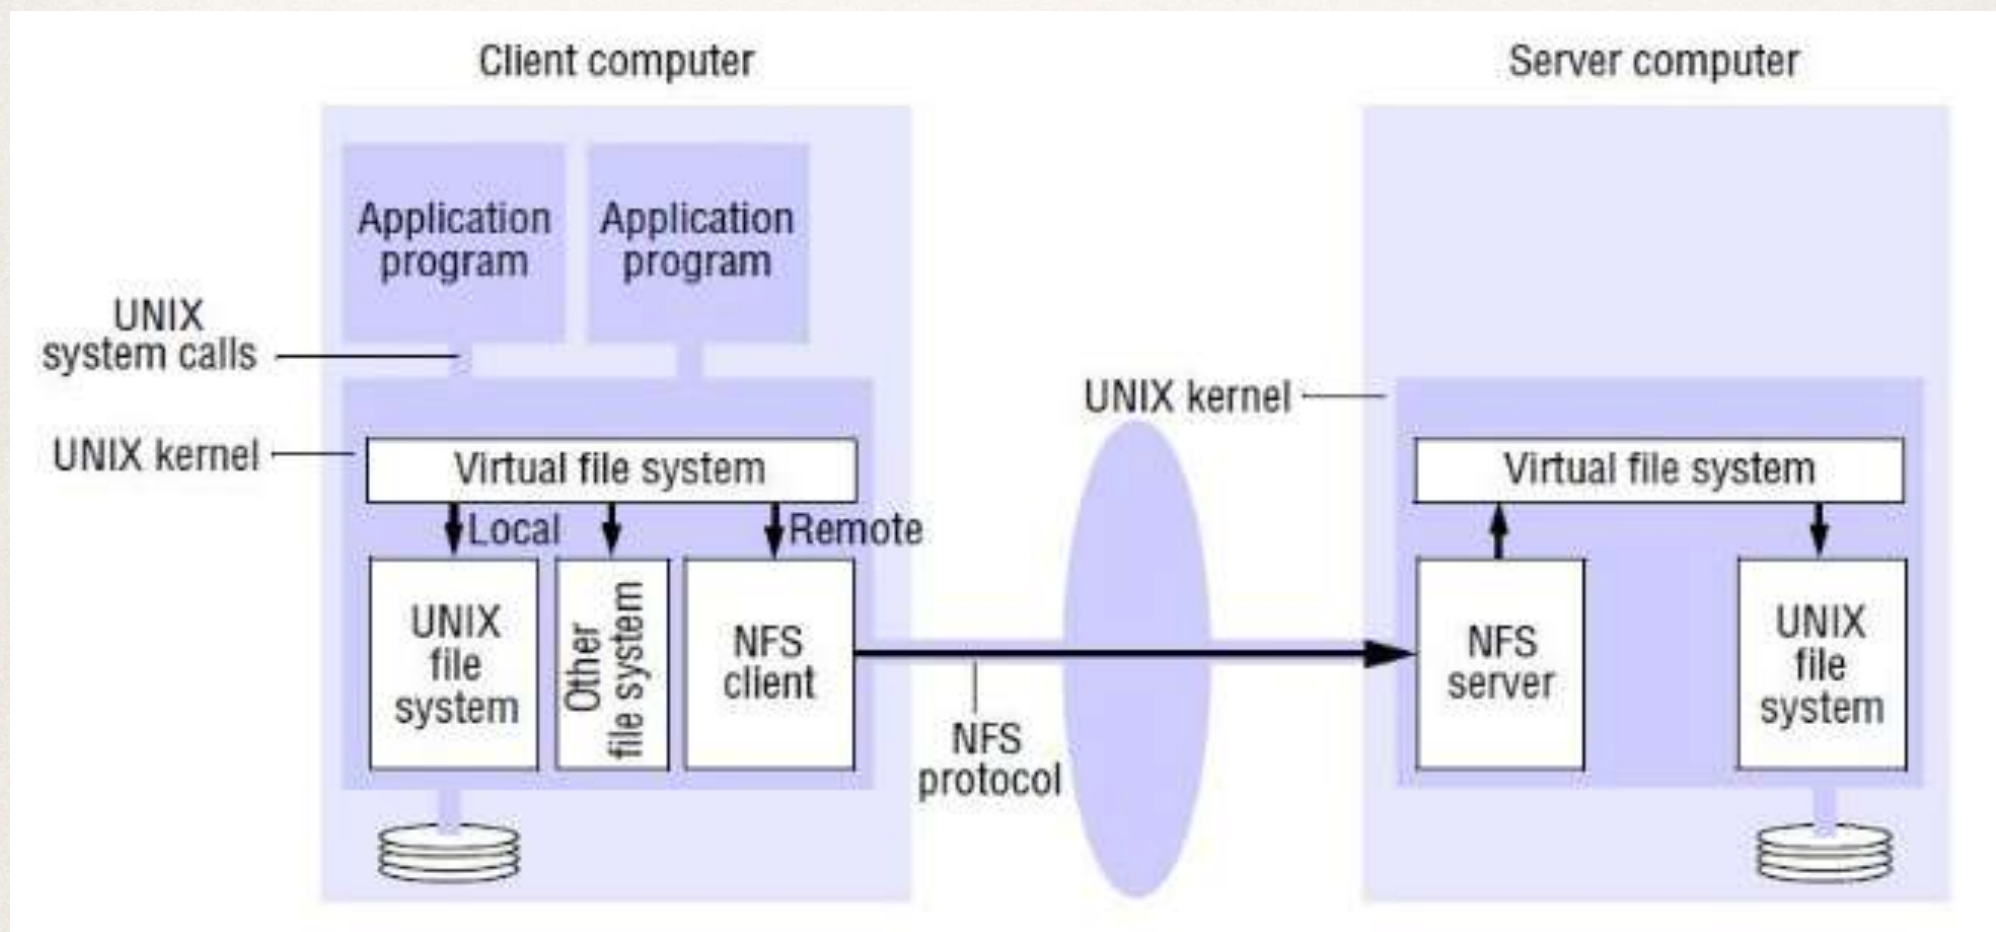 Client computer
Server computer
Application
program
Application
program
UNIX
system calls
UNIX kernel
Virtual file system
Local
Remote
UNIX
file
system
Other
file system
NFS
client
NFS
protocol
UNIX kernel
Virtual file system
NFS
server
UNIX
file
system